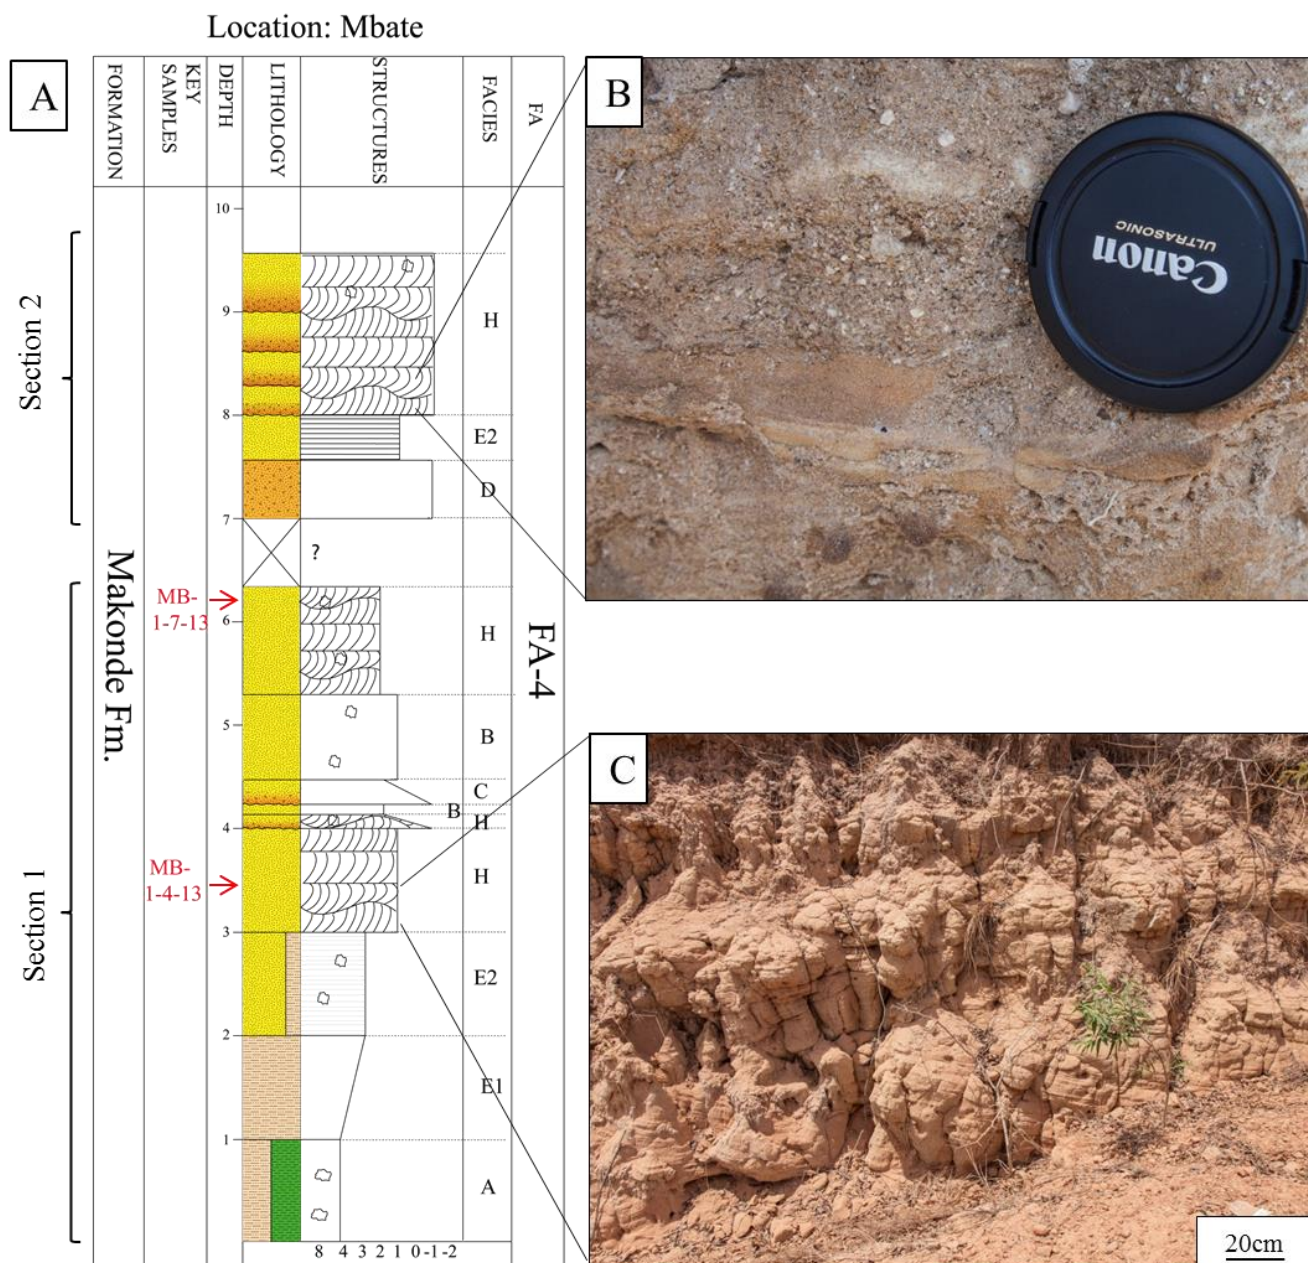 Location: Mbate
A
FORMATION
KEY
SAMPLES
DEPTH
LITHOLOGY
STRUCTURES
FACIES
FA
B
Canon
ULTRASONIC
10
Section 2
9
H
8
E2
D
7
?
Makonde Fm.
MB-
1-7-13
6
H
FA-4
5
B
C
B
H
4
MB-
1-4-13
H
Section 1
3
E2
2
E1
1
A
8 4 3 2 1 0 -1 -2
C
20cm